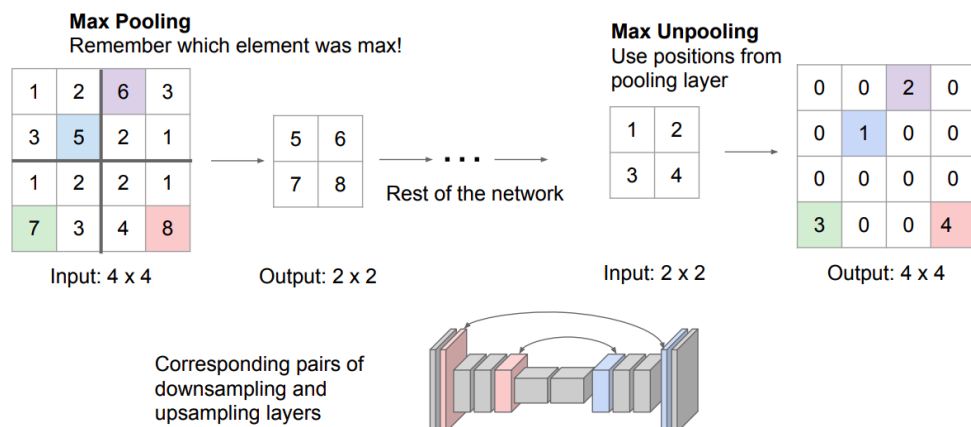 Max Pooling
Remember which element was max!
1 2 6 3
3 5 2 1
1 2 2 1
7 3 4 8
Input: 4 x 4
5 6
7 8
Output: 2 x 2
...
Rest of the network
Max Unpooling
Use positions from
pooling layer
1 2
3 4
Input: 2 x 2
0 0 2 0
0 1 0 0
0 0 0 0
3 0 0 4
Output: 4 x 4
Corresponding pairs of
downsampling and
upsampling layers